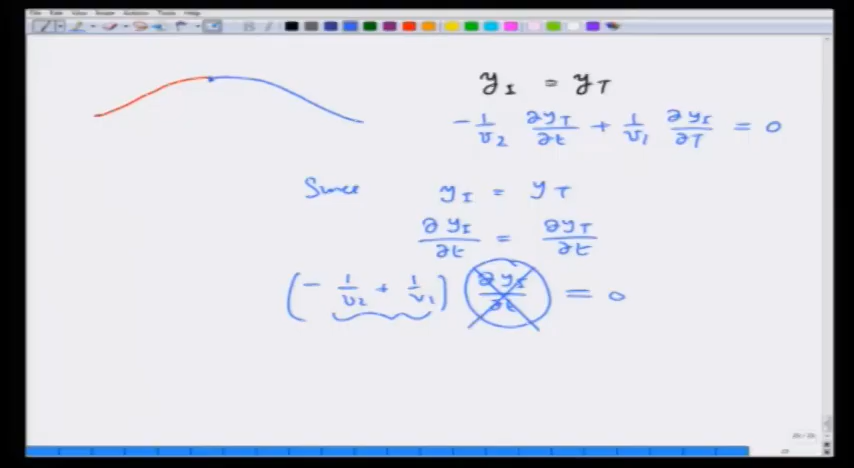 y_I = y_T
- 1/v_2 ∂y_T/∂t + 1/v_1 ∂y_I/∂T = 0
Since y_I = y_T
∂y_I/∂t = ∂y_T/∂t
(- 1/v_2 + 1/v_1) ∂y_I/∂t = 0